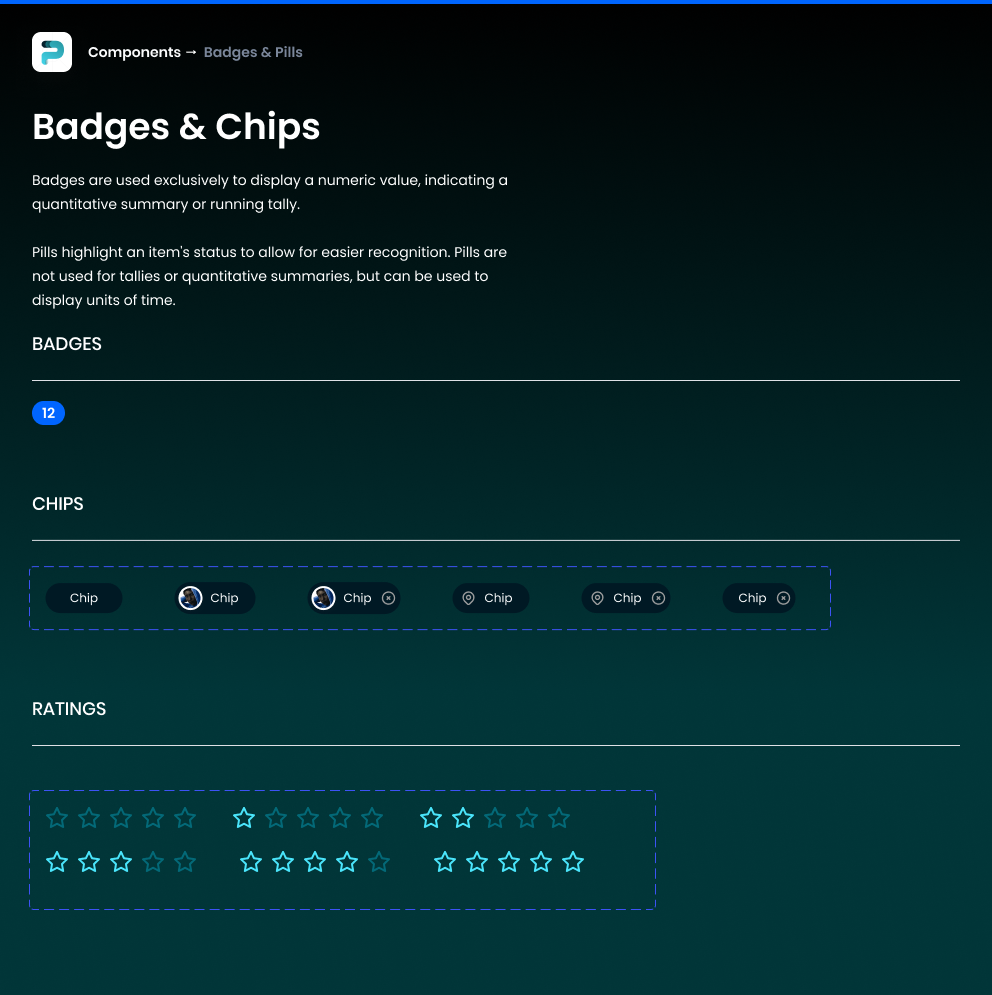 Components → Badges & Pills
Badges & Chips
Badges are used exclusively to display a numeric value, indicating a
quantitative summary or running tally.
Pills highlight an item's status to allow for easier recognition. Pills are
not used for tallies or quantitative summaries, but can be used to
display units of time.
BADGES
12
CHIPS
Chip Chip Chip Chip Chip Chip
RATINGS